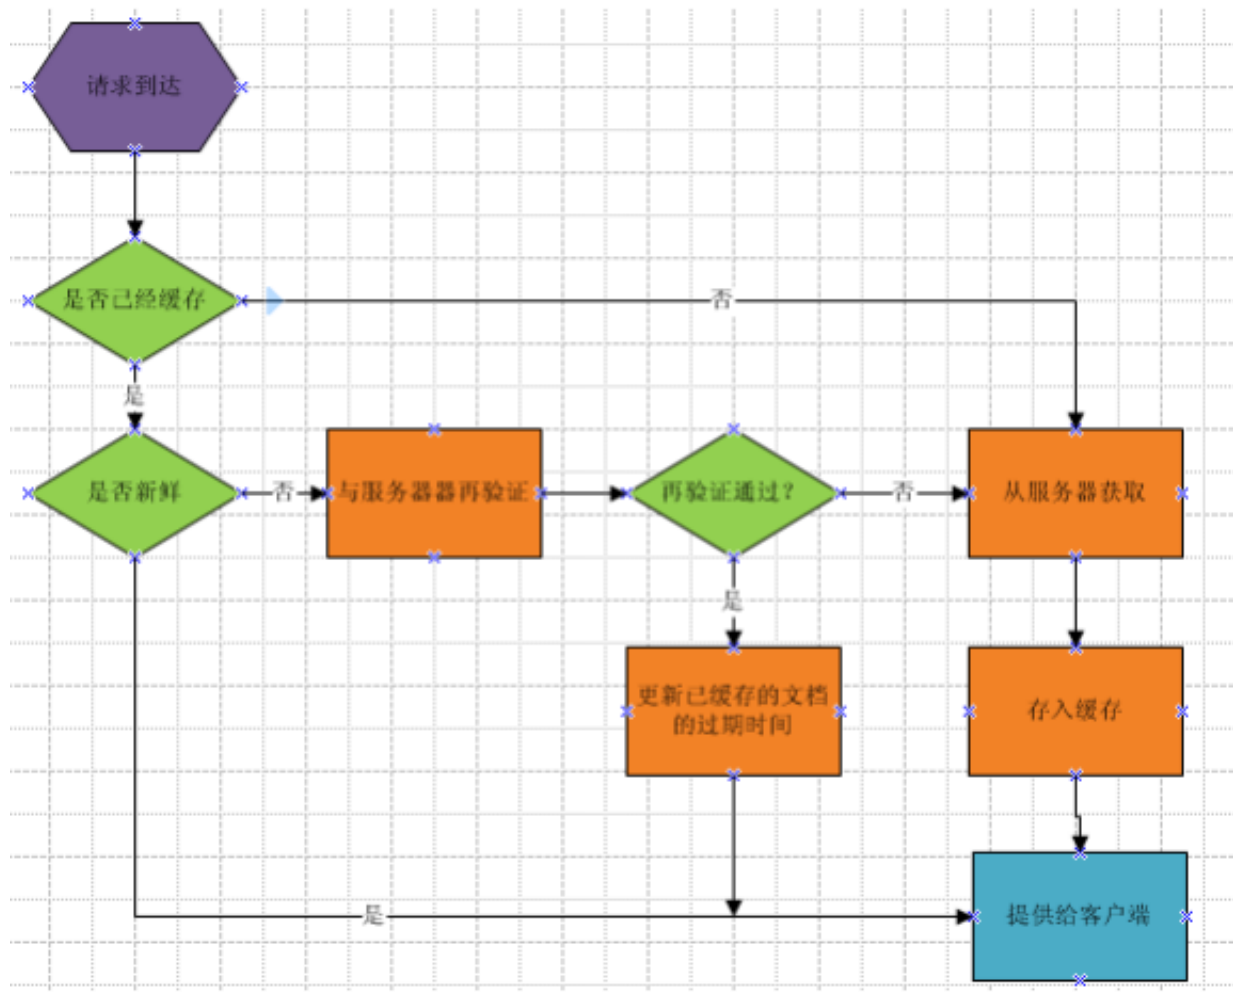 请求到达
是否已经缓存
否
是
是否新鲜
否
与服务器器再验证
再验证通过？
否
从服务器获取
是
更新已缓存的文档
的过期时间
存入缓存
是
提供给客户端